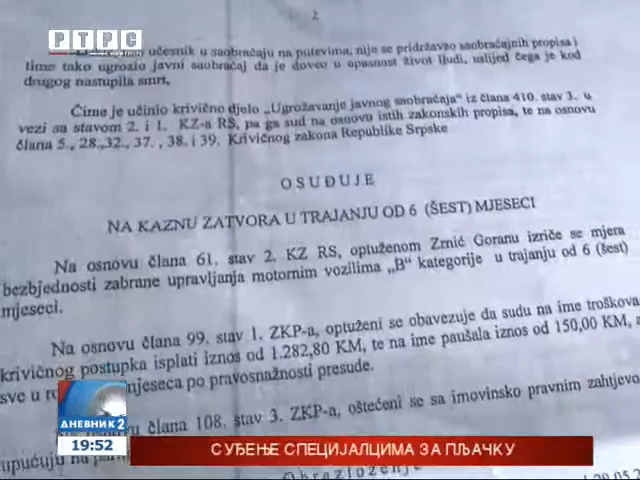 2
РТРС
učesnik u saobraćaju na putevima, nije se pridržavao saobraćajnih propisa i
time tako ugrozio javni saobraćaj da je doveo u opasnost život ljudi, uslijed čega je kod
drugog nastupila smrt,
Čime je učinio krivično djelo „Ugrožavanje javnog saobraćaja" iz člana 410. stav 3. u
vezi sa stavom 2. i 1. KZ-a RS, pa ga sud na osnovu istih zakonskih propisa, te na osnovu
člana 5., 28.,32., 37. , 38. i 39. Krivičnog zakona Republike Srpske
OSUĐUJE
NA KAZNU ZATVORA U TRAJANJU OD 6 (ŠEST) MJESECI
Na osnovu člana 61. stav 2. KZ RS, optuženom Zrnić Goranu izriče se mjera
bezbjednosti zabrane upravljanja motornim vozilima „B" kategorije u trajanju od 6 (šest)
mjeseci.
Na osnovu člana 99. stav 1. ZKP-a, optuženi se obavezuje da sudu na ime troškova
krivičnog postupka isplati iznos od 1.282,80 KM, te na ime paušala iznos od 150,00 KM, a
sve u mjeseca po pravosnažnosti presude.
člana 108. stav 3. ZKP-a, oštećeni se sa imovinsko pravnim zahtjevo
upućuju na
Obrazloženje
ДНЕВНИК 2
19:52
СУЂЕЊЕ СПЕЦИЈАЛЦИМА ЗА ПЉАЧКУ